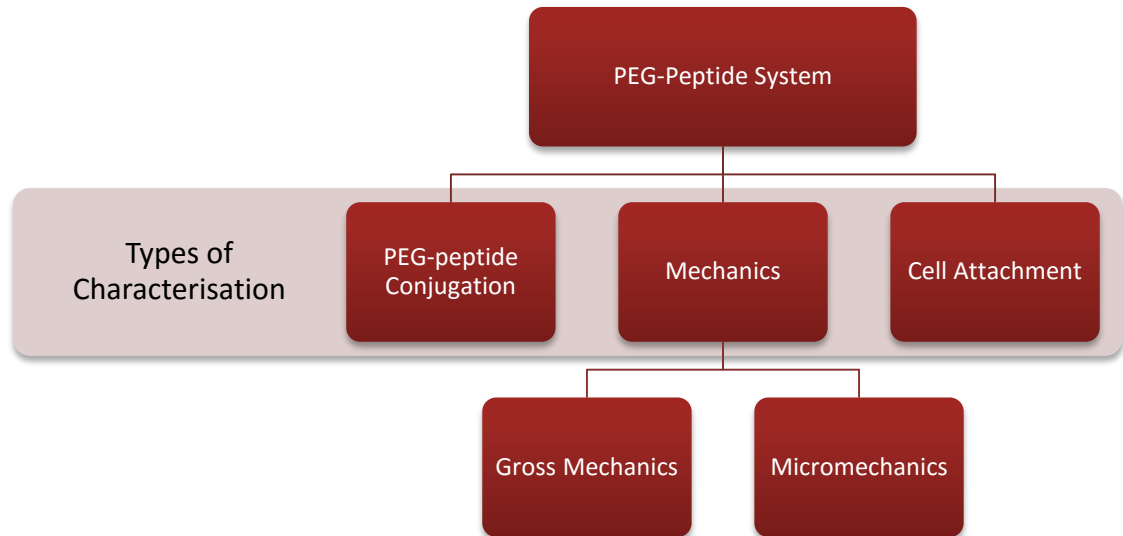 PEG-Peptide System
Types of
Characterisation
PEG-peptide
Conjugation
Mechanics
Cell Attachment
Gross Mechanics
Micromechanics